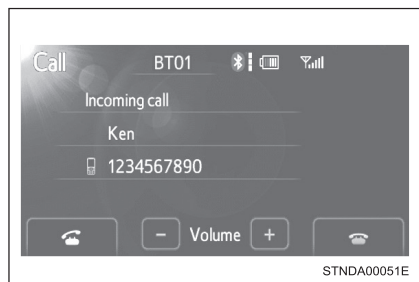 Call BT01
Incoming call
Ken
1234567890
- Volume +
STNDA00051E